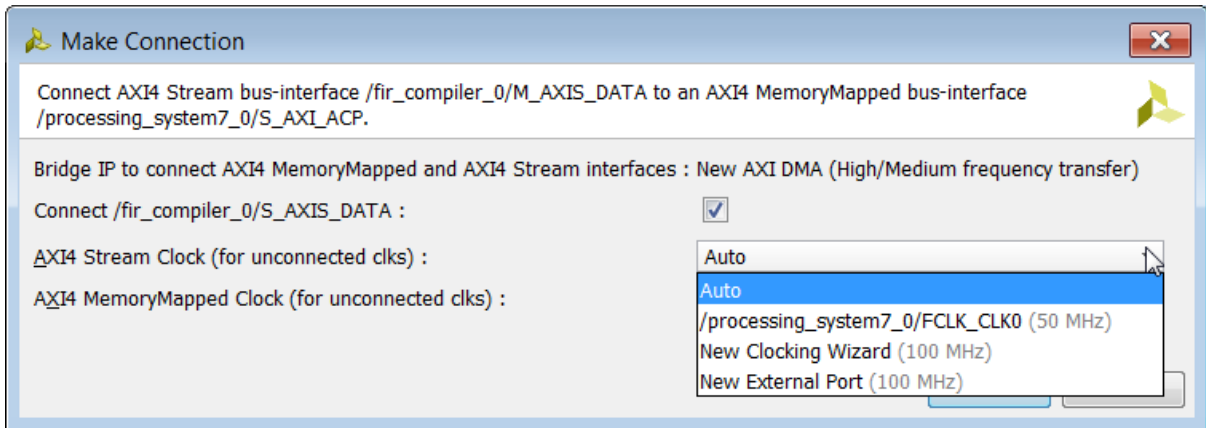 Make Connection
Connect AXI4 Stream bus-interface /fir_compiler_0/M_AXIS_DATA to an AXI4 MemoryMapped bus-interface
/processing_system7_0/S_AXI_ACP.
Bridge IP to connect AXI4 MemoryMapped and AXI4 Stream interfaces : New AXI DMA (High/Medium frequency transfer)
Connect /fir_compiler_0/S_AXIS_DATA :
AXI4 Stream Clock (for unconnected clks) : Auto
Auto
AXI4 MemoryMapped Clock (for unconnected clks) :
/processing_system7_0/FCLK_CLK0 (50 MHz)
New Clocking Wizard (100 MHz)
New External Port (100 MHz)